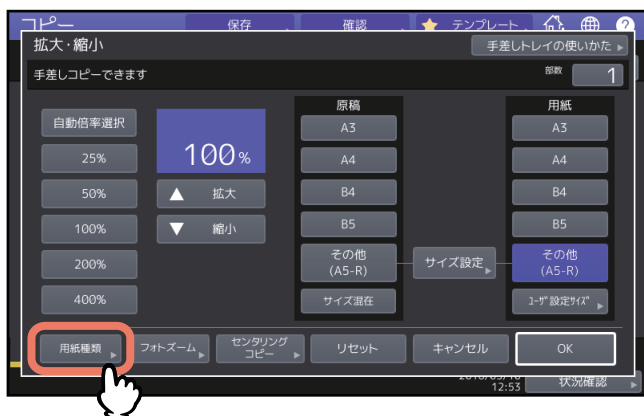 コピー
保存
確認
テンプレート
?
拡大・縮小
手差しトレイの使いかた
手差しコピーできます
部数
1
原稿
用紙
自動倍率選択
100%
A3
A3
25%
A4
A4
50%
拡大
B4
B4
100%
縮小
B5
B5
200%
その他
(A5-R)
サイズ設定
その他
(A5-R)
400%
サイズ混在
ユーザ設定サイズ
用紙種類
フォトズーム
センタリング
コピー
リセット
キャンセル
OK
12:53
状況確認